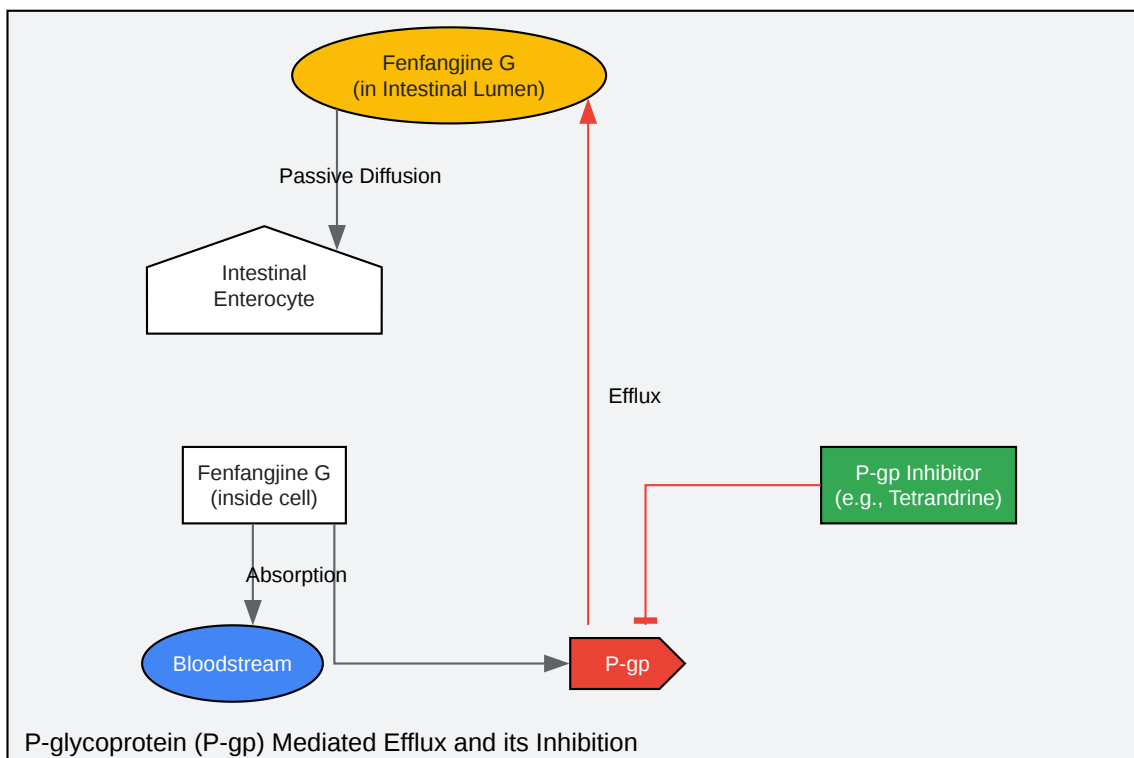 Fenfangjine G
(in Intestinal Lumen)
Passive Diffusion
Intestinal
Enterocyte
Efflux
Fenfangjine G
(inside cell)
P-gp Inhibitor
(e.g., Tetrandrine)
Absorption
Bloodstream
P-gp
P-glycoprotein (P-gp) Mediated Efflux and its Inhibition